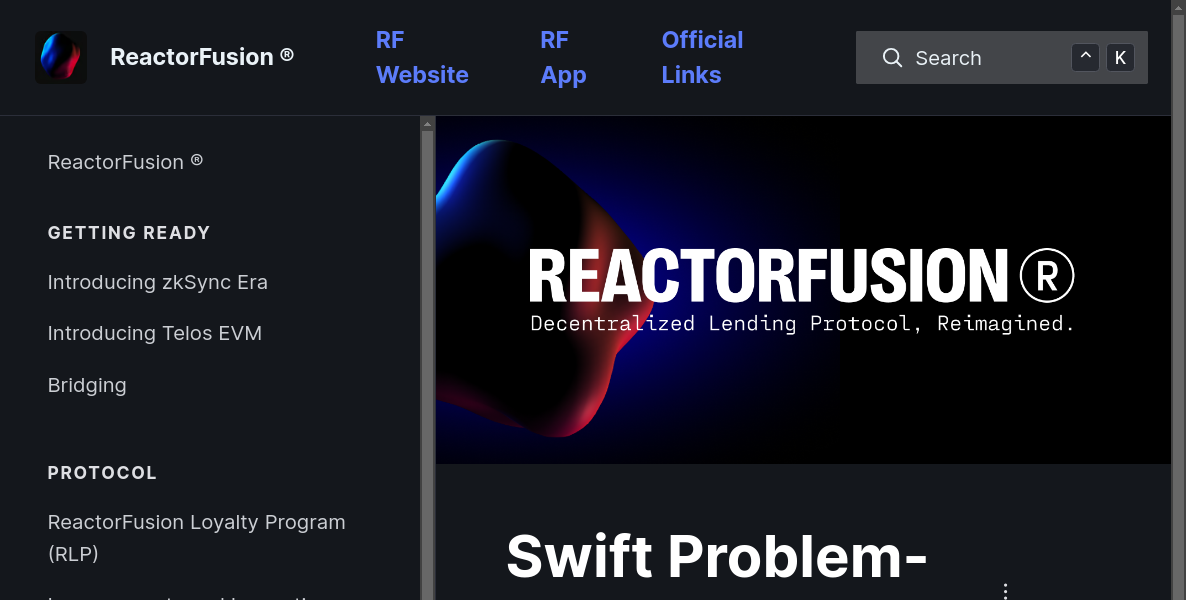 ReactorFusion ®
RF
Website
RF
App
Official
Links
Search
^
K
ReactorFusion ®
GETTING READY
Introducing zkSync Era
Introducing Telos EVM
Bridging
PROTOCOL
ReactorFusion Loyalty Program
(RLP)
REACTORFUSION®
Decentralized Lending Protocol, Reimagined.
Swift Problem-